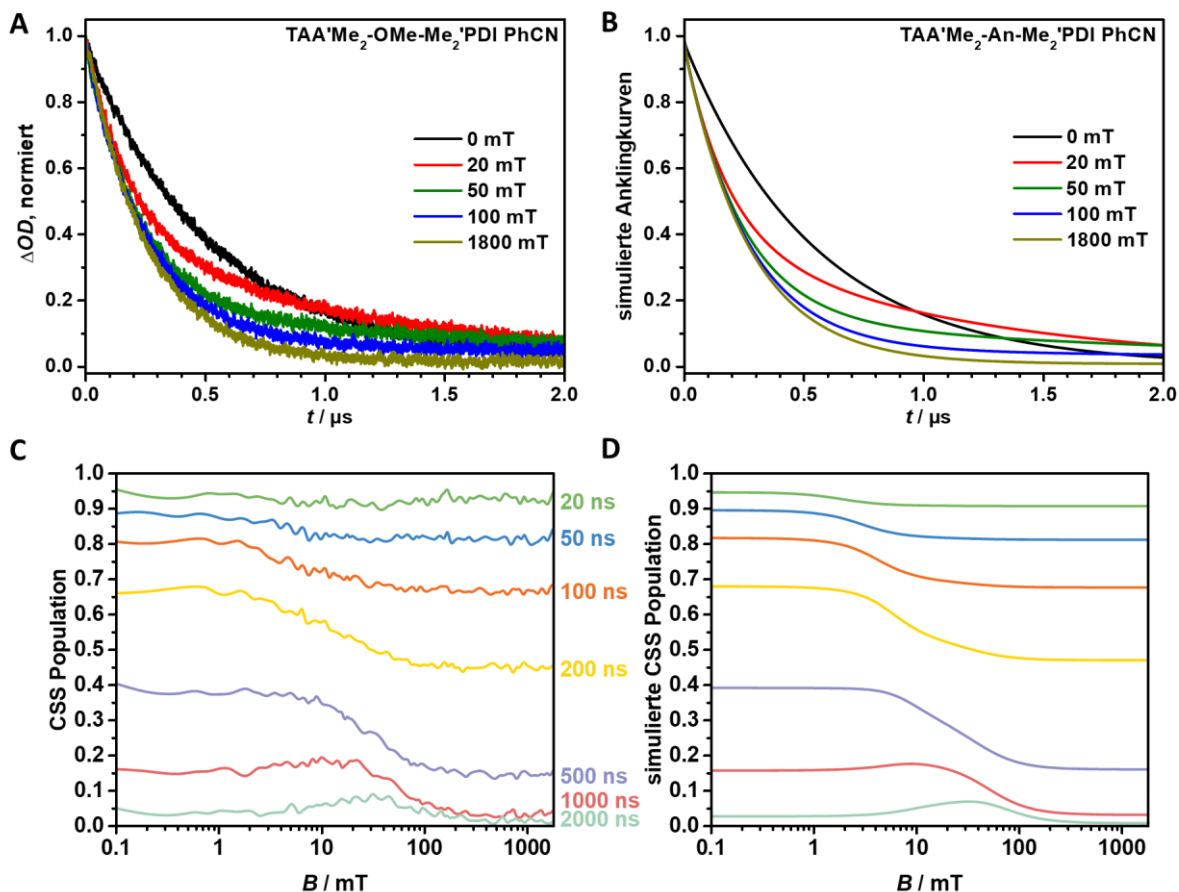 A
TAA'Me₂-OMe-Me₂'PDI PhCN
ΔOD, normiert
1.0
0.8
0.6
0.4
0.2
0.0
0 mT
20 mT
50 mT
100 mT
1800 mT
0.0 0.5 1.0 1.5 2.0
t / µs
B
TAA'Me₂-An-Me₂'PDI PhCN
simulierte Anklingkurven
1.0
0.8
0.6
0.4
0.2
0.0
0 mT
20 mT
50 mT
100 mT
1800 mT
0.0 0.5 1.0 1.5 2.0
t / µs
C
CSS Population
1.0
0.9
0.8
0.7
0.6
0.5
0.4
0.3
0.2
0.1
0.0
20 ns
50 ns
100 ns
200 ns
500 ns
1000 ns
2000 ns
0.1 1 10 100 1000
B / mT
D
simulierte CSS Population
1.0
0.9
0.8
0.7
0.6
0.5
0.4
0.3
0.2
0.1
0.0
0.1 1 10 100 1000
B / mT